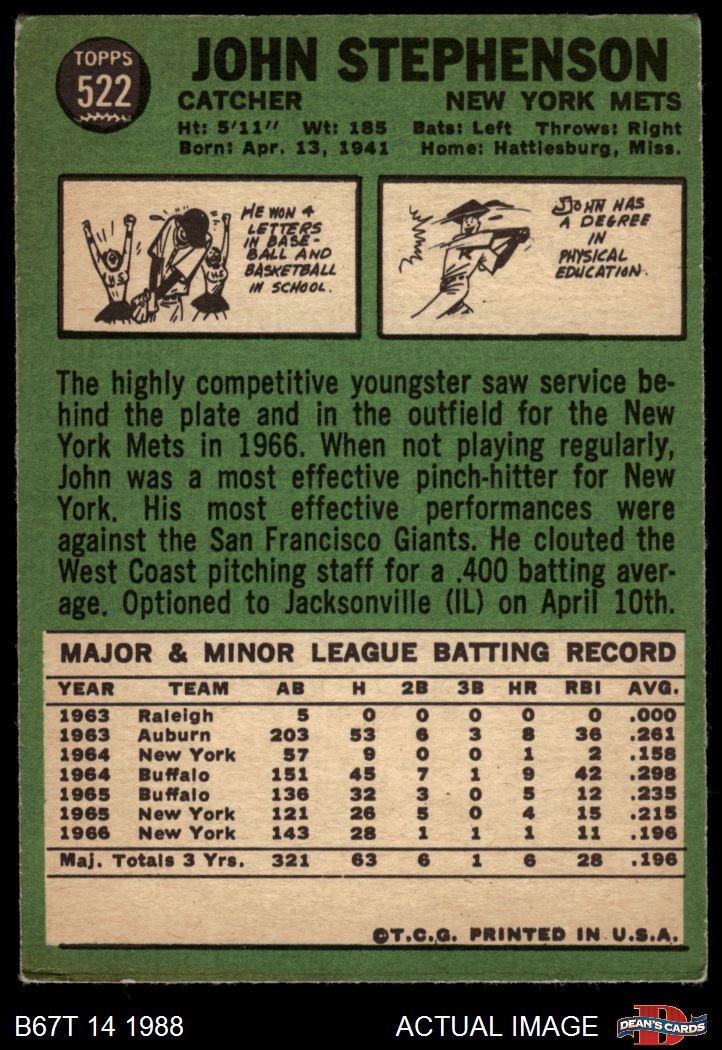 TOPPS
522
JOHN STEPHENSON
CATCHER NEW YORK METS
Ht: 5'11" Wt: 185 Bats: Left Throws: Right
Born: Apr. 13, 1941 Home: Hattiesburg, Miss.
HE WON 4
LETTERS
IN BASE-
BALL AND
BASKETBALL
IN SCHOOL.
JOHN HAS
A DEGREE
IN
PHYSICAL
EDUCATION.
The highly competitive youngster saw service be-
hind the plate and in the outfield for the New
York Mets in 1966. When not playing regularly,
John was a most effective pinch-hitter for New
York. His most effective performances were
against the San Francisco Giants. He clouted the
West Coast pitching staff for a .400 batting aver-
age. Optioned to Jacksonville (IL) on April 10th.
MAJOR & MINOR LEAGUE BATTING RECORD
YEAR TEAM AB H 2B 3B HR RBI AVG.
1963 Raleigh 5 0 0 0 0 0 .000
1963 Auburn 203 53 6 3 8 36 .261
1964 New York 57 9 0 0 1 2 .158
1964 Buffalo 151 45 7 1 9 42 .298
1965 Buffalo 136 32 3 0 5 12 .235
1965 New York 121 26 5 0 4 15 .215
1966 New York 143 28 1 1 1 11 .196
Maj. Totals 3 Yrs. 321 63 6 1 6 28 .196
©T.C.G. PRINTED IN U.S.A.
B67T 14 1988 ACTUAL IMAGE
D
DEAN'S CARDS